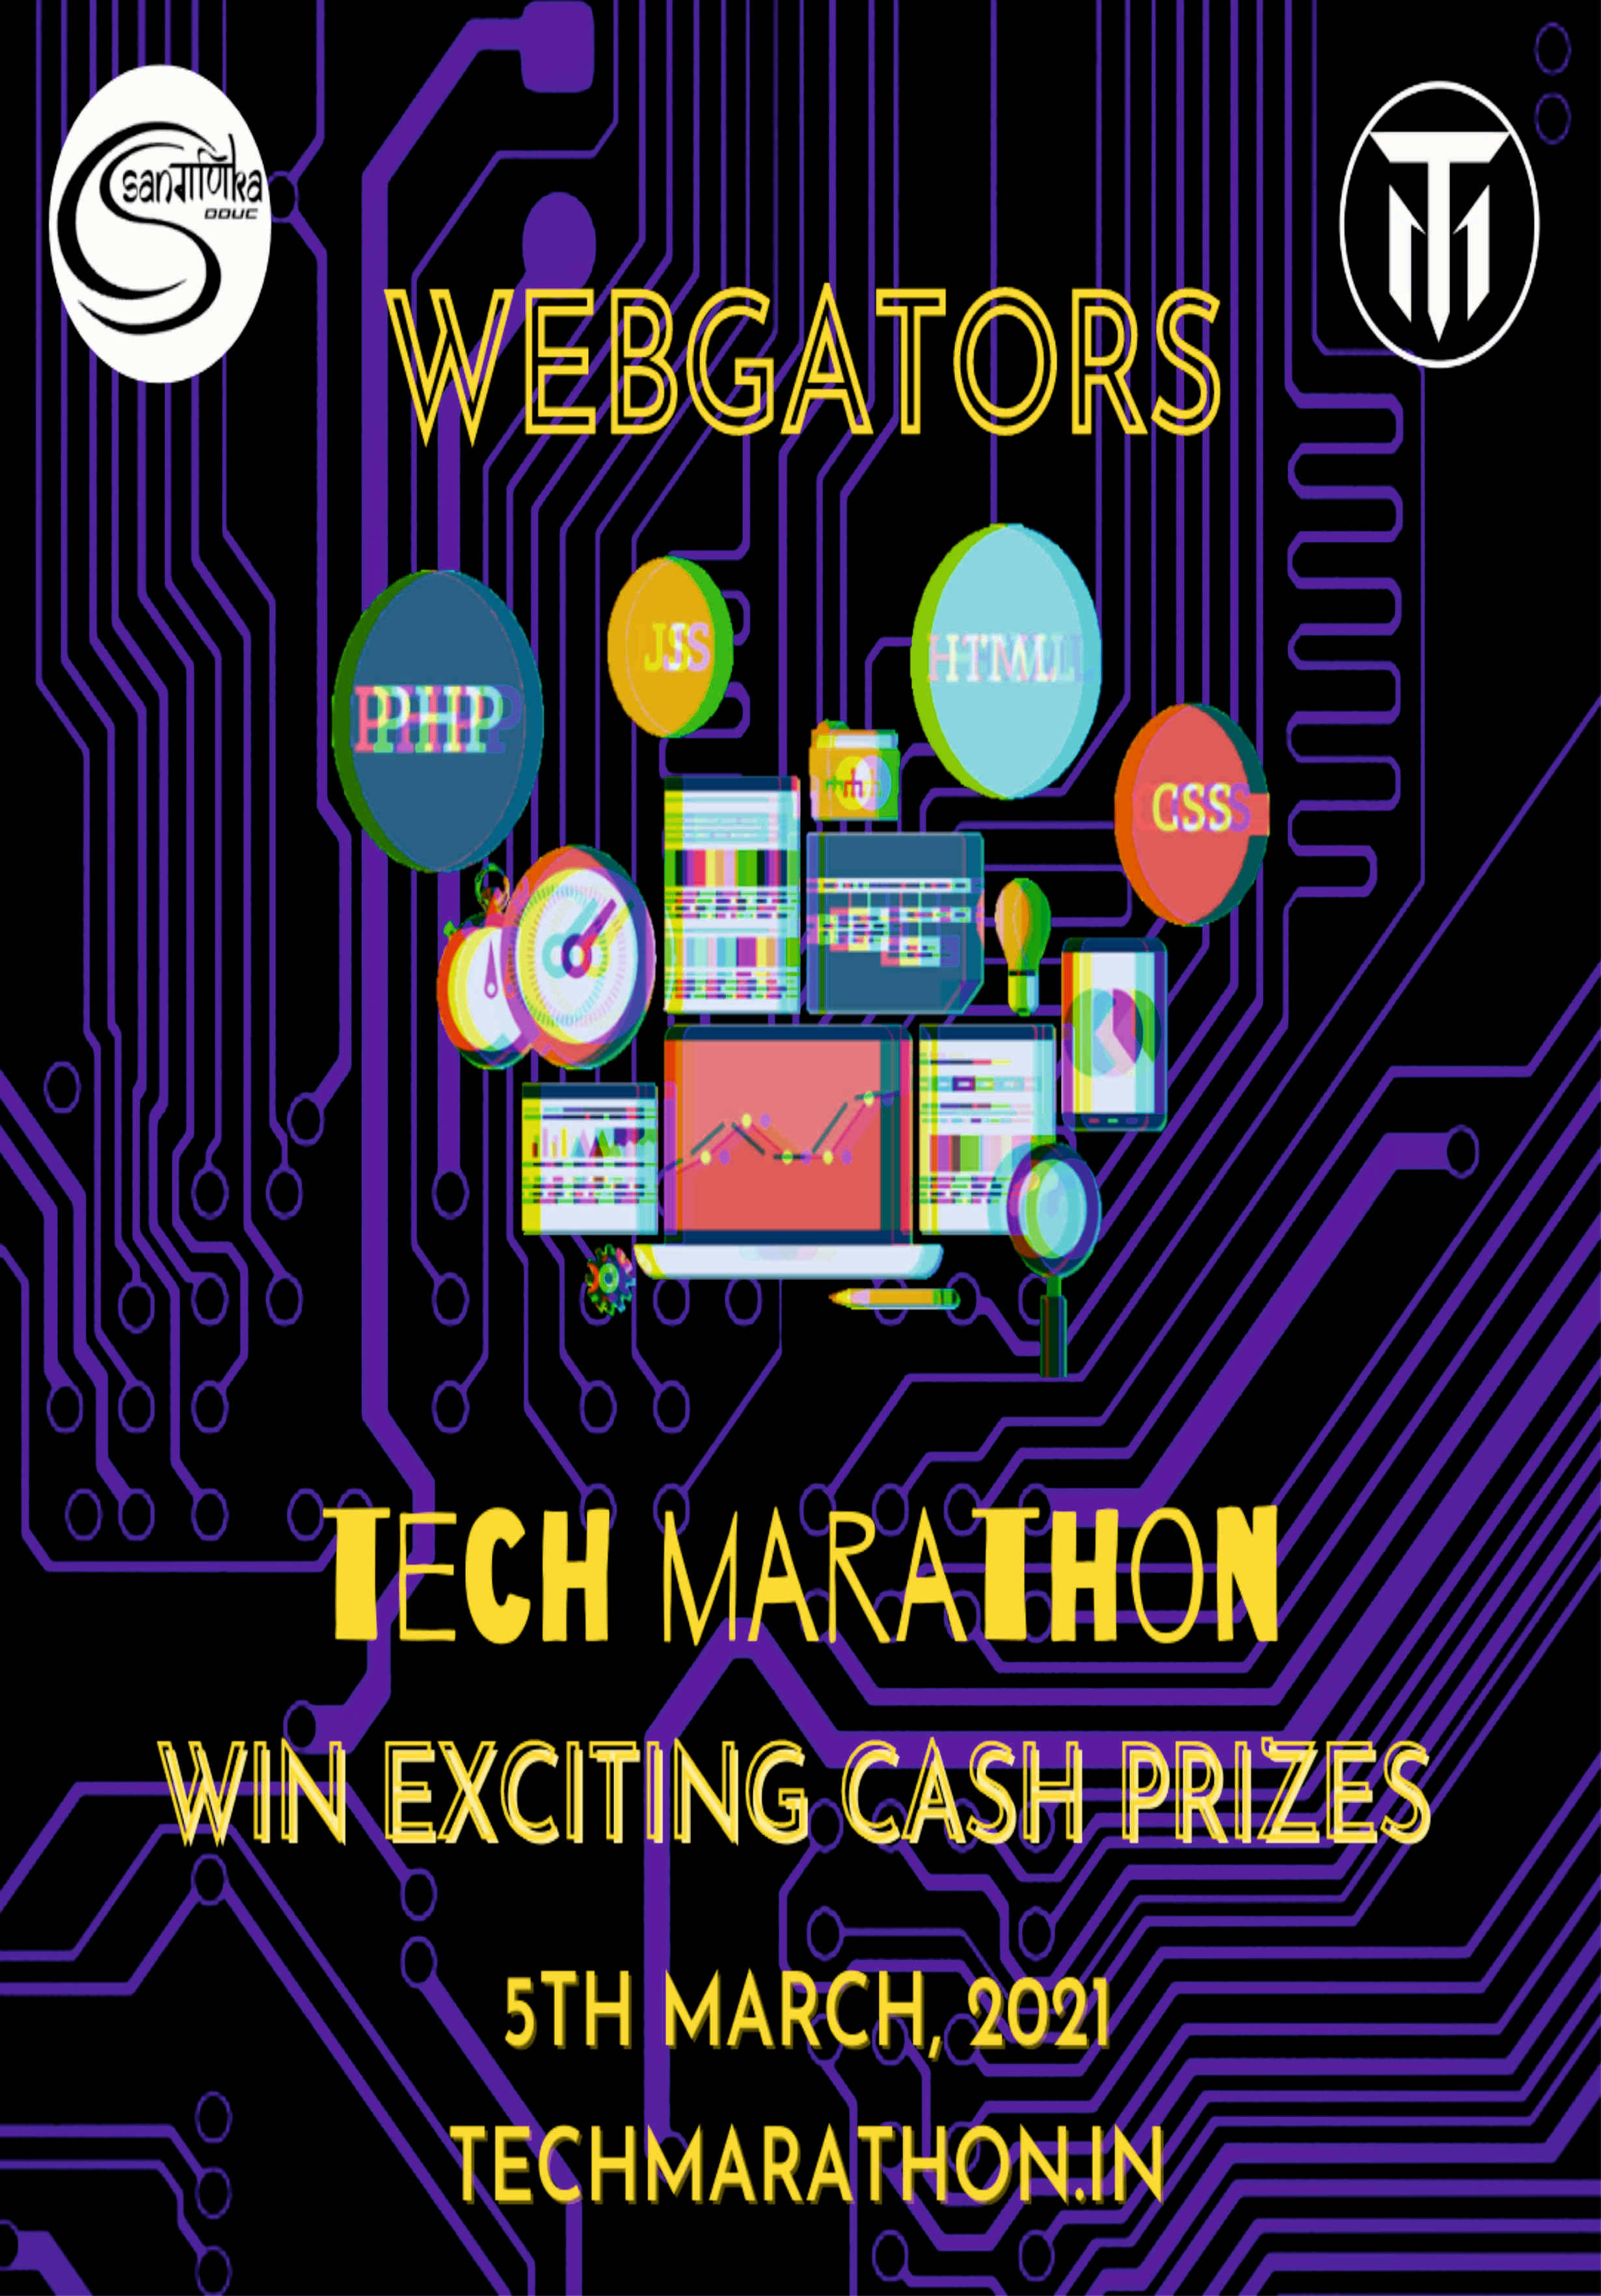 sanगणिka
DDUC
TM
WEBGATORS
PHP
JS
HTML
CSS
TECH MARATHON
WIN EXCITING CASH PRIZES
5TH MARCH, 2021
TECHMARATHON.IN